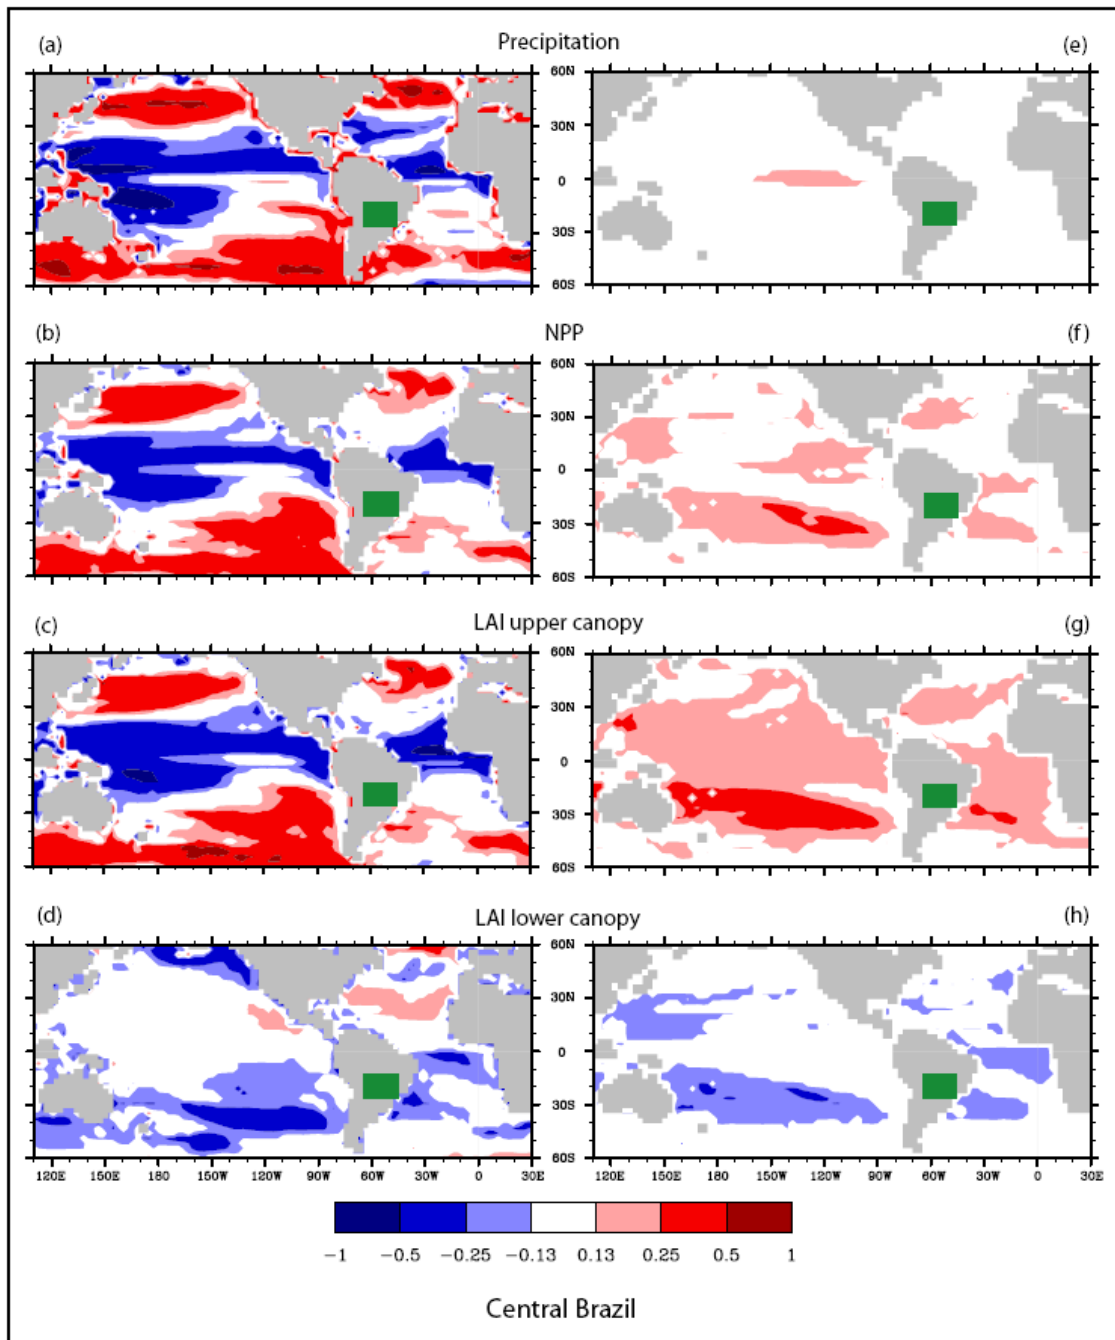 (a) Precipitation (e)
60N
30N
0
30S
60S
(b) NPP (f)
60N
30N
0
30S
60S
(c) LAI upper canopy (g)
60N
30N
0
30S
60S
(d) LAI lower canopy (h)
60N
30N
0
30S
60S
120E 150E 180W 150W 120W 90W 60W 30W 0 30E 120E 150E 180W 150W 120W 90W 60W 30W 0 30E
−1 −0.5 −0.25 −0.13 0.13 0.25 0.5 1
Central Brazil